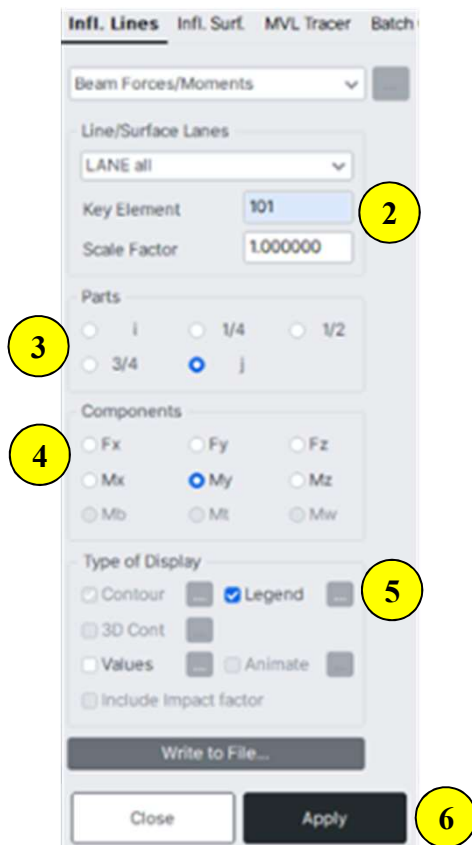 Infl. Lines Infl. Surf. MVL Tracer Batch
Beam Forces/Moments ...
Line/Surface Lanes
LANE all
Key Element 101 2
Scale Factor 1.000000
Parts
i 1/4 1/2
3
3/4 j
Components
4
Fx Fy Fz
Mx My Mz
Mb Mt Mw
Type of Display
Contour ... Legend ... 5
3D Cont ...
Values ... Animate ...
Include Impact factor
Write to File...
Close Apply 6